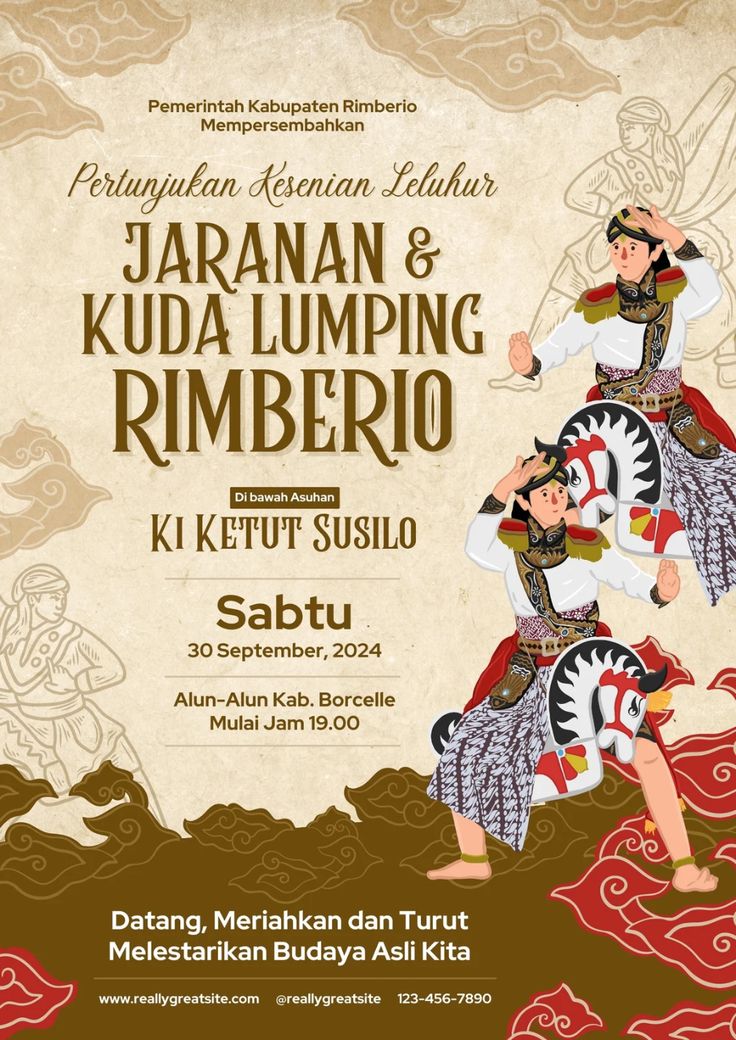 Pemerintah Kabupaten Rimberio
Mempersembahkan
Pertunjukan Kesenian Leluhur
JARANAN &
KUDA LUMPING
RIMBERIO
Di bawah Asuhan
KI KETUT SUSILO
Sabtu
30 September, 2024
Alun-Alun Kab. Borcelle
Mulai Jam 19.00
Datang, Meriahkan dan Turut
Melestarikan Budaya Asli Kita
www.reallygreatsite.com @reallygreatsite 123-456-7890